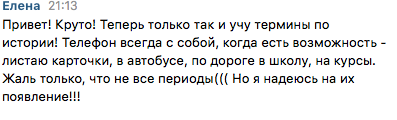 Елена 21:13
Привет! Круто! Теперь только так и учу термины по
истории! Телефон всегда с собой, когда есть возможность -
листаю карточки, в автобусе, по дороге в школу, на курсы.
Жаль только, что не все периоды((( Но я надеюсь на их
появление!!!